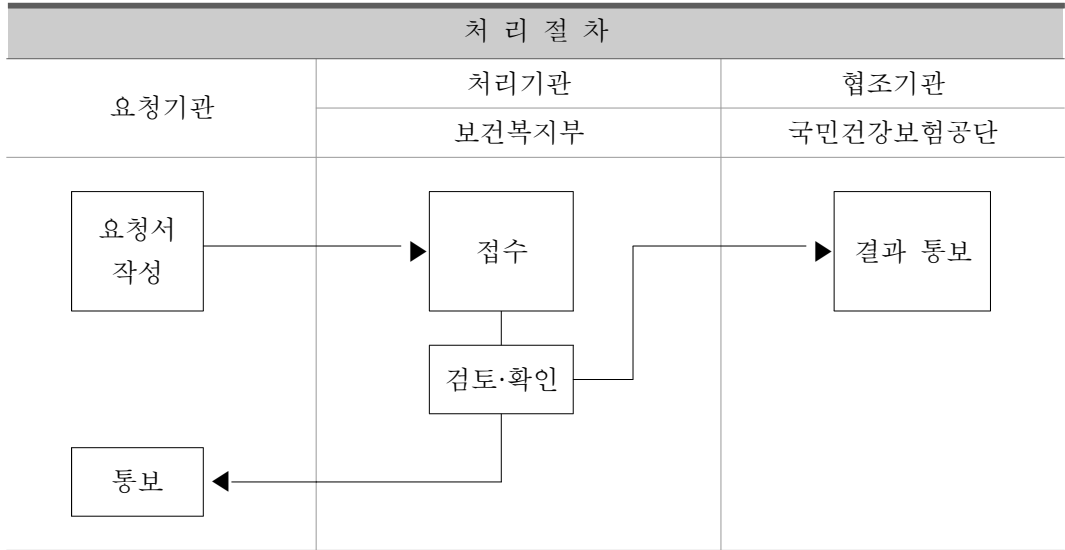 처 리 절 차
요청기관
처리기관
협조기관
보건복지부
국민건강보험공단
요청서
작성
접수
결과 통보
검토·확인
통보